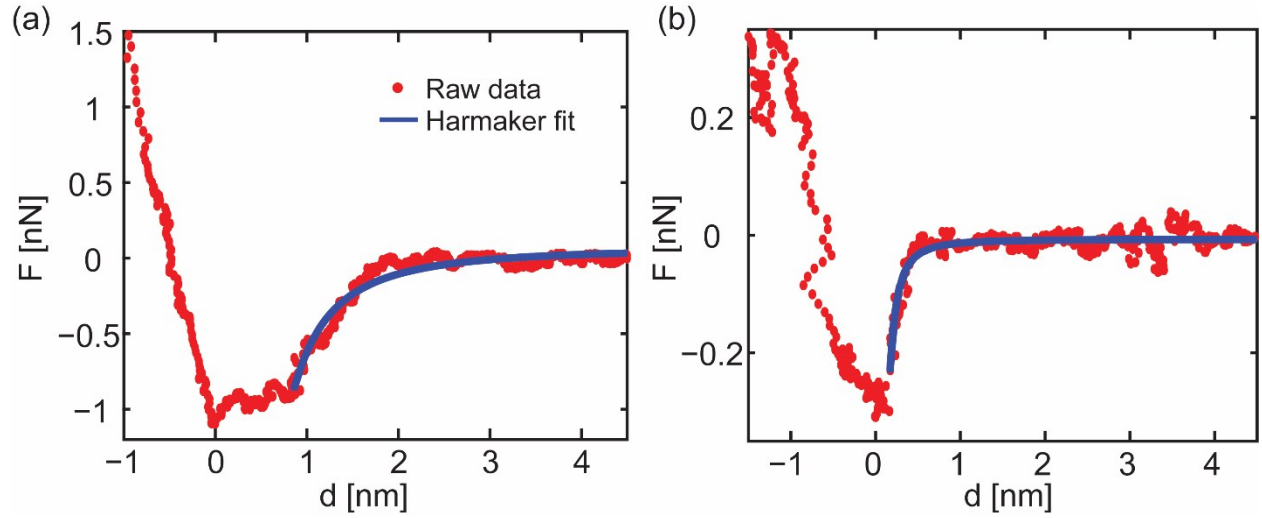 (a)
1.5
1
0.5
0
−0.5
−1
F [nN]
−1 0 1 2 3 4
d [nm]
Raw data
Harmaker fit
(b)
0.2
0
−0.2
F [nN]
−1 0 1 2 3 4
d [nm]